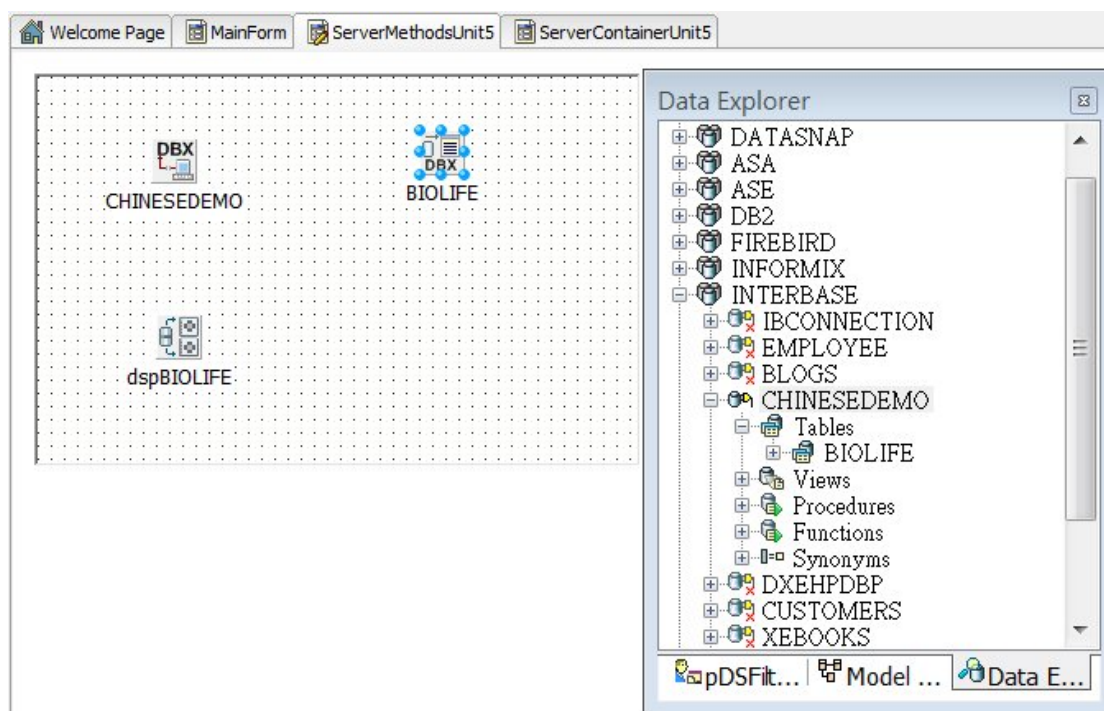 Welcome Page MainForm ServerMethodsUnit5 ServerContainerUnit5
DBX
CHINESEDEMO
DBX
BIOLIFE
dspBIOLIFE
Data Explorer
DATASNAP
ASA
ASE
DB2
FIREBIRD
INFORMIX
INTERBASE
IBCONNECTION
EMPLOYEE
BLOGS
CHINESEDEMO
Tables
BIOLIFE
Views
Procedures
Functions
Synonyms
DXEHPDBP
CUSTOMERS
XEBOOKS
pDSFilt... Model ... Data E...